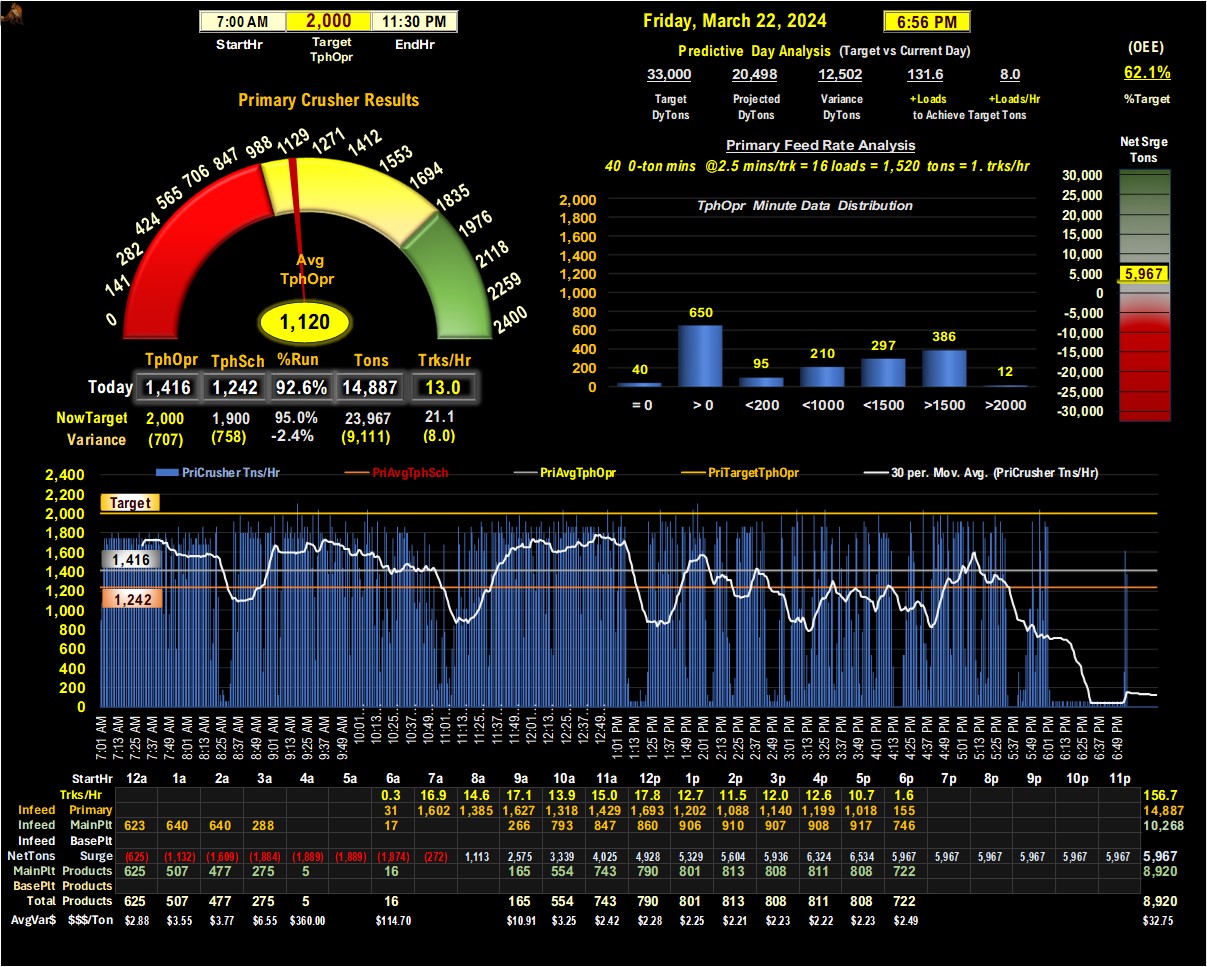 7:00 AM 2,000 11:30 PM
StartHr Target TphOpr EndHr
Friday, March 22, 2024 6:56 PM
Predictive Day Analysis (Target vs Current Day)
33,000 20,498 12,502 131.6 8.0
Target Projected Variance +Loads +Loads/Hr
DyTons DyTons DyTons to Achieve Target Tons
(OEE)
62.1%
%Target
Primary Crusher Results
0 141 282 424 565 706 847 988 1129 1271 1412 1553 1694 1835 1976 2118 2259 2400
Avg
TphOpr
1,120
TphOpr TphSch %Run Tons Trks/Hr
Today 1,416 1,242 92.6% 14,887 13.0
NowTarget 2,000 1,900 95.0% 23,967 21.1
Variance (707) (758) -2.4% (9,111) (8.0)
Primary Feed Rate Analysis
40 0-ton mins @2.5 mins/trk = 16 loads = 1,520 tons = 1. trks/hr
TphOpr Minute Data Distribution
2,000
1,800
1,600
1,400
1,200
1,000
800
600
400
200
0
40 650 95 210 297 386 12
= 0 > 0 <200 <1000 <1500 >1500 >2000
Net Srge
Tons
30,000
25,000
20,000
15,000
10,000
5,000
0
-5,000
-10,000
-15,000
-20,000
-25,000
-30,000
5,967
PriCrusher Tns/Hr PriAvgTphSch PriAvgTphOpr PriTargetTphOpr 30 per. Mov. Avg. (PriCrusher Tns/Hr)
2,400
2,200
2,000
1,800
1,600
1,400
1,200
1,000
800
600
400
200
0
Target
1,416
1,242
7:01 AM 7:13 AM 7:25 AM 7:37 AM 7:49 AM 8:01 AM 8:13 AM 8:25 AM 8:37 AM 8:49 AM 9:01 AM 9:13 AM 9:25 AM 9:37 AM 9:49 AM 10:01... 10:13... 10:25... 10:37... 10:49... 11:01... 11:13... 11:25... 11:37... 11:49... 12:01... 12:13... 12:25... 12:37... 12:49... 1:01 PM 1:13 PM 1:25 PM 1:37 PM 1:49 PM 2:01 PM 2:13 PM 2:25 PM 2:37 PM 2:49 PM 3:01 PM 3:13 PM 3:25 PM 3:37 PM 3:49 PM 4:01 PM 4:13 PM 4:25 PM 4:37 PM 4:49 PM 5:01 PM 5:13 PM 5:25 PM 5:37 PM 5:49 PM 6:01 PM 6:13 PM 6:25 PM 6:37 PM 6:49 PM
StartHr 12a 1a 2a 3a 4a 5a 6a 7a 8a 9a 10a 11a 12p 1p 2p 3p 4p 5p 6p 7p 8p 9p 10p 11p
Trks/Hr 0.3 16.9 14.6 17.1 13.9 15.0 17.8 12.7 11.5 12.0 12.6 10.7 1.6 156.7
Infeed Primary 31 1,602 1,385 1,627 1,318 1,429 1,693 1,202 1,088 1,140 1,199 1,018 155 14,887
Infeed MainPlt 623 640 640 288 17 266 793 847 860 906 910 907 908 917 746 10,268
Infeed BasePlt
NetTons Surge (625) (1,132) (1,609) (1,884) (1,889) (1,889) (1,874) (272) 1,113 2,575 3,339 4,025 4,928 5,329 5,604 5,936 6,324 6,534 5,967 5,967 5,967 5,967 5,967 5,967 5,967
MainPlt Products 625 507 477 275 5 16 165 554 743 790 801 813 808 811 808 722 8,920
BasePlt Products
Total Products 625 507 477 275 5 16 165 554 743 790 801 813 808 811 808 722 8,920
AvgVar$ $$$/Ton $2.88 $3.55 $3.77 $6.55 $360.00 $114.70 $10.91 $3.25 $2.42 $2.28 $2.25 $2.21 $2.23 $2.22 $2.23 $2.49 $32.75